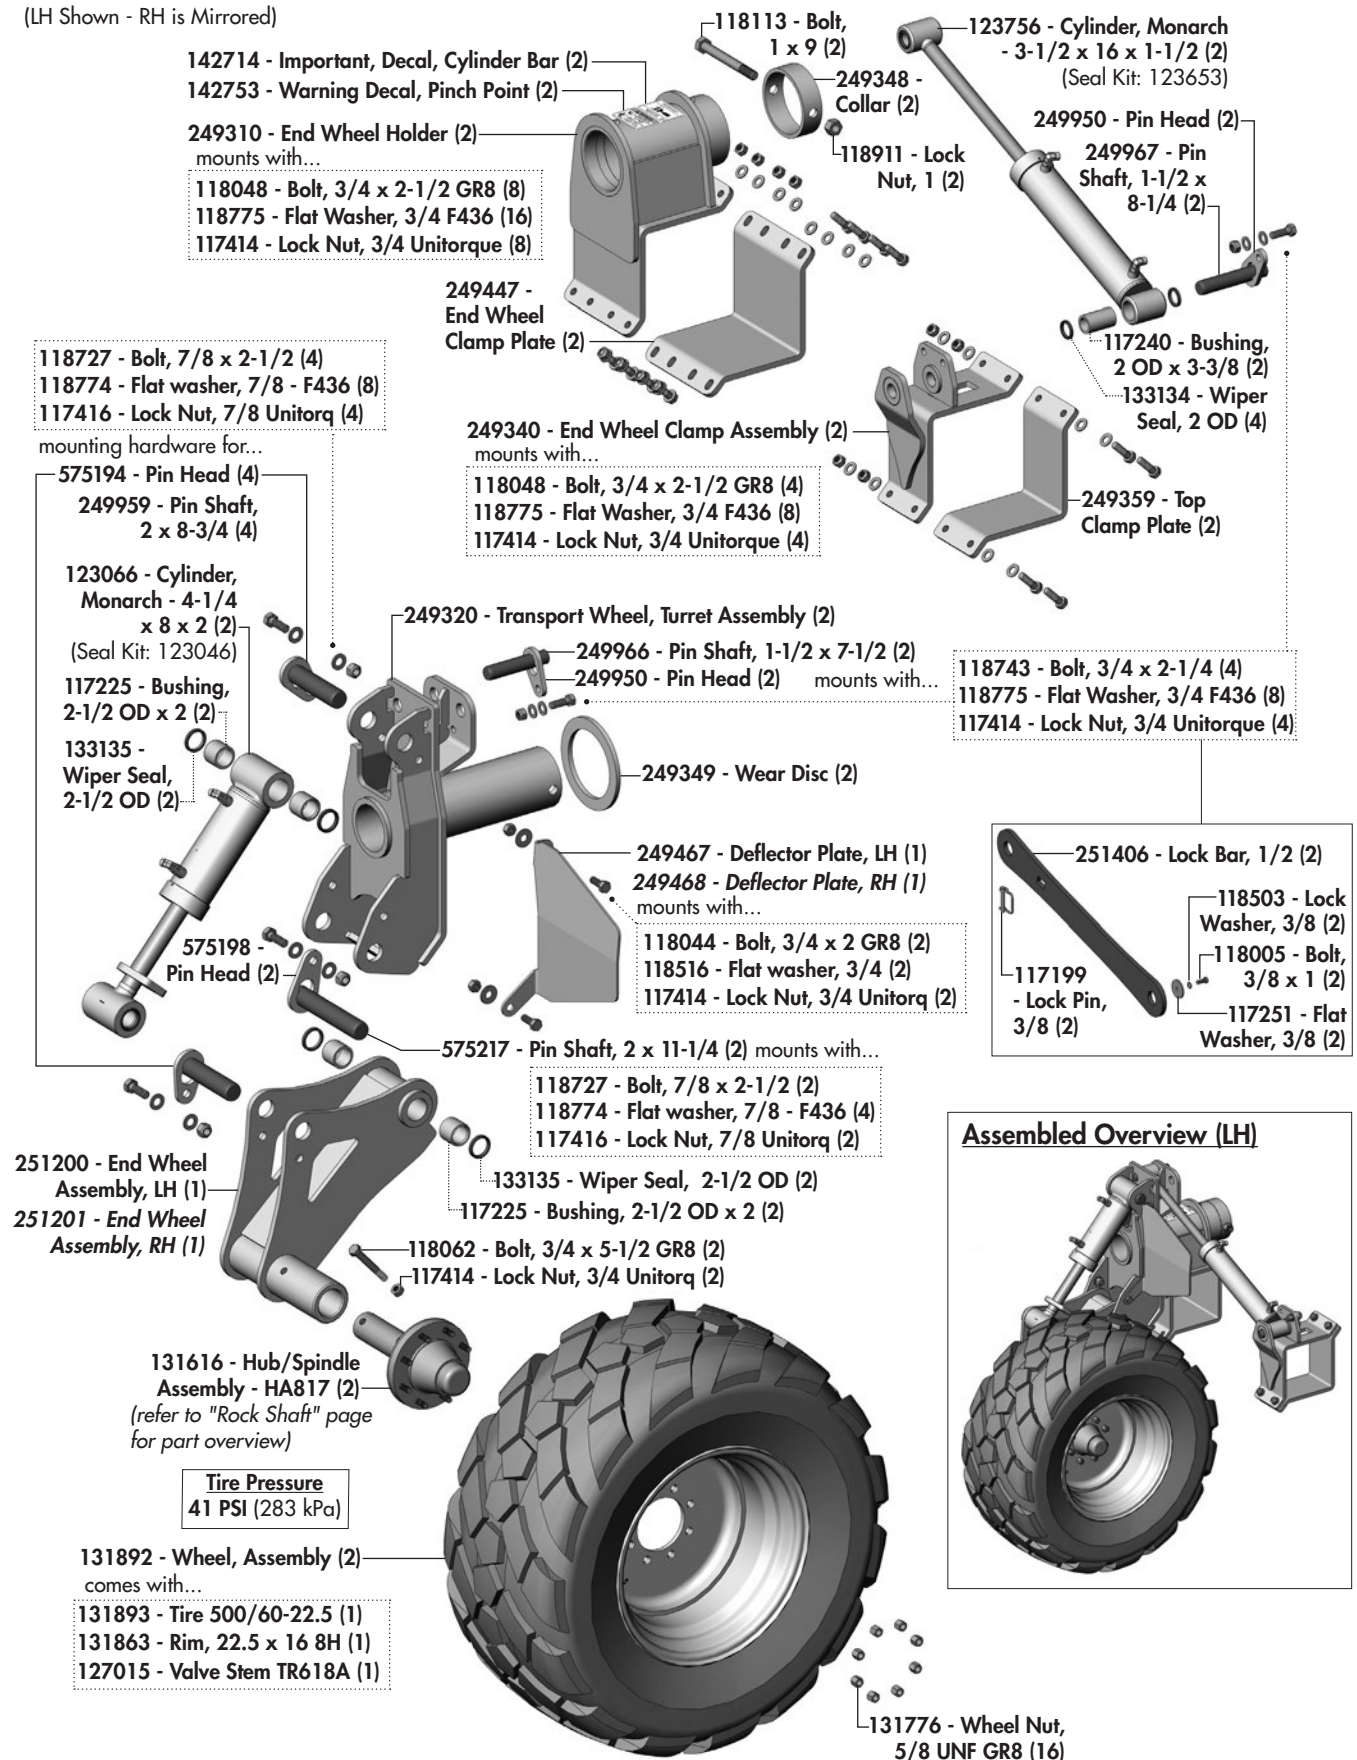 (LH Shown - RH is Mirrored)
142714 - Important, Decal, Cylinder Bar (2)
142753 - Warning Decal, Pinch Point (2)
249310 - End Wheel Holder (2)
mounts with...
118048 - Bolt, 3/4 x 2-1/2 GR8 (8)
118775 - Flat Washer, 3/4 F436 (16)
117414 - Lock Nut, 3/4 Unitorque (8)
118113 - Bolt,
1 x 9 (2)
249348 -
Collar (2)
118911 - Lock
Nut, 1 (2)
123756 - Cylinder, Monarch
- 3-1/2 x 16 x 1-1/2 (2)
(Seal Kit: 123653)
249950 - Pin Head (2)
249967 - Pin
Shaft, 1-1/2 x
8-1/4 (2)
249447 -
End Wheel
Clamp Plate (2)
117240 - Bushing,
2 OD x 3-3/8 (2)
133134 - Wiper
Seal, 2 OD (4)
118727 - Bolt, 7/8 x 2-1/2 (4)
118774 - Flat washer, 7/8 - F436 (8)
117416 - Lock Nut, 7/8 Unitorq (4)
mounting hardware for...
575194 - Pin Head (4)
249959 - Pin Shaft,
2 x 8-3/4 (4)
249340 - End Wheel Clamp Assembly (2)
mounts with...
118048 - Bolt, 3/4 x 2-1/2 GR8 (4)
118775 - Flat Washer, 3/4 F436 (8)
117414 - Lock Nut, 3/4 Unitorque (4)
249359 - Top
Clamp Plate (2)
123066 - Cylinder,
Monarch - 4-1/4
x 8 x 2 (2)
(Seal Kit: 123046)
117225 - Bushing,
2-1/2 OD x 2 (2)
133135 -
Wiper Seal,
2-1/2 OD (2)
249320 - Transport Wheel, Turret Assembly (2)
249966 - Pin Shaft, 1-1/2 x 7-1/2 (2)
249950 - Pin Head (2) mounts with...
118743 - Bolt, 3/4 x 2-1/4 (4)
118775 - Flat Washer, 3/4 F436 (8)
117414 - Lock Nut, 3/4 Unitorque (4)
249349 - Wear Disc (2)
249467 - Deflector Plate, LH (1)
249468 - Deflector Plate, RH (1)
mounts with...
118044 - Bolt, 3/4 x 2 GR8 (2)
118516 - Flat washer, 3/4 (2)
117414 - Lock Nut, 3/4 Unitorq (2)
251406 - Lock Bar, 1/2 (2)
118503 - Lock
Washer, 3/8 (2)
118005 - Bolt,
3/8 x 1 (2)
117251 - Flat
Washer, 3/8 (2)
117199
- Lock Pin,
3/8 (2)
575198 -
Pin Head (2)
575217 - Pin Shaft, 2 x 11-1/4 (2) mounts with...
118727 - Bolt, 7/8 x 2-1/2 (2)
118774 - Flat washer, 7/8 - F436 (4)
117416 - Lock Nut, 7/8 Unitorq (2)
133135 - Wiper Seal, 2-1/2 OD (2)
117225 - Bushing, 2-1/2 OD x 2 (2)
251200 - End Wheel
Assembly, LH (1)
251201 - End Wheel
Assembly, RH (1)
118062 - Bolt, 3/4 x 5-1/2 GR8 (2)
117414 - Lock Nut, 3/4 Unitorq (2)
Assembled Overview (LH)
131616 - Hub/Spindle
Assembly - HA817 (2)
(refer to "Rock Shaft" page
for part overview)
Tire Pressure
41 PSI (283 kPa)
131892 - Wheel, Assembly (2)
comes with...
131893 - Tire 500/60-22.5 (1)
131863 - Rim, 22.5 x 16 8H (1)
127015 - Valve Stem TR618A (1)
131776 - Wheel Nut,
5/8 UNF GR8 (16)